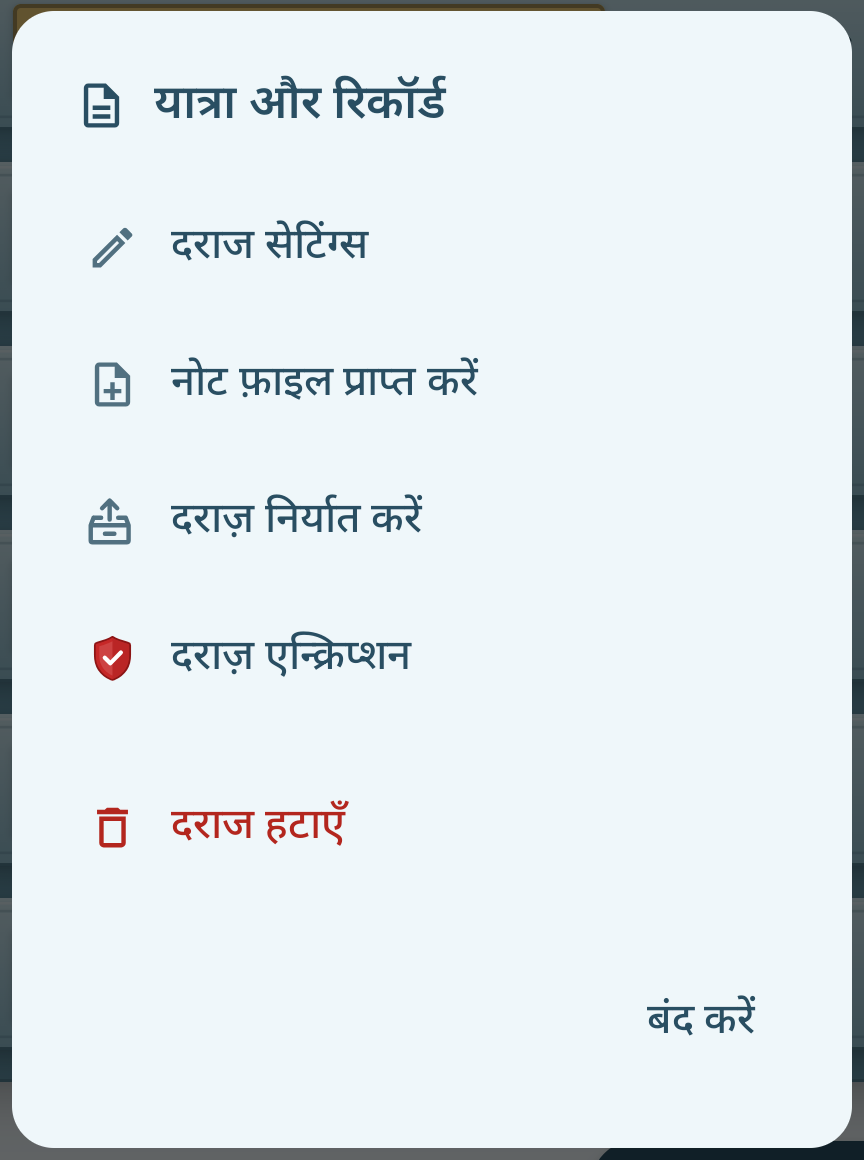 यात्रा और रिकॉर्ड
दराज सेटिंग्स
नोट फ़ाइल प्राप्त करें
दराज़ निर्यात करें
दराज़ एन्क्रिप्शन
दराज हटाएँ
बंद करें